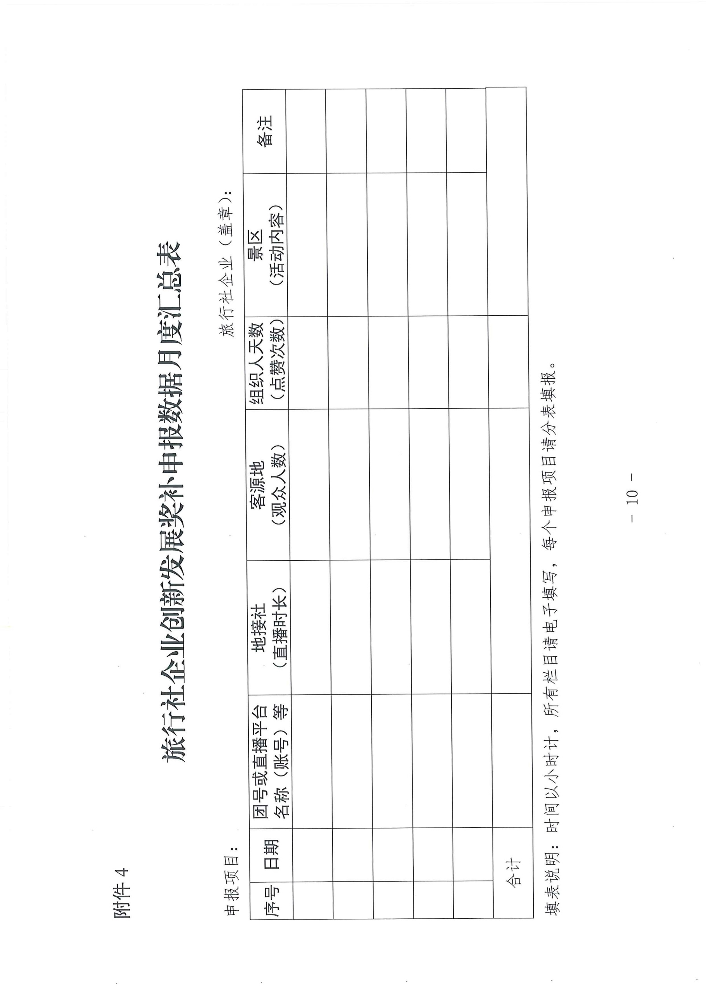 附件 4
旅行社企业创新发展奖补申报数据月度汇总表
申报项目：
旅行社企业（盖章）：
序号
日期
团号或直播平台
名称（账号）等
地接社
（直播时长）
客源地
（观众人数）
组织人天数
（点赞次数）
景区
（活动内容）
备注
合计
填表说明：时间以小时计，所有栏目请电子填写，每个申报项目请分表填报。
- 10 -